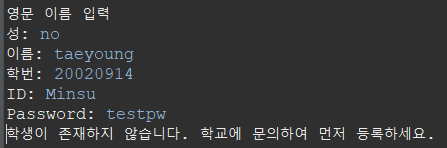 영문 이름 입력
성: no
이름: taeyoung
학번: 20020914
ID: Minsu
Password: testpw
학생이 존재하지 않습니다. 학교에 문의하여 먼저 등록하세요.